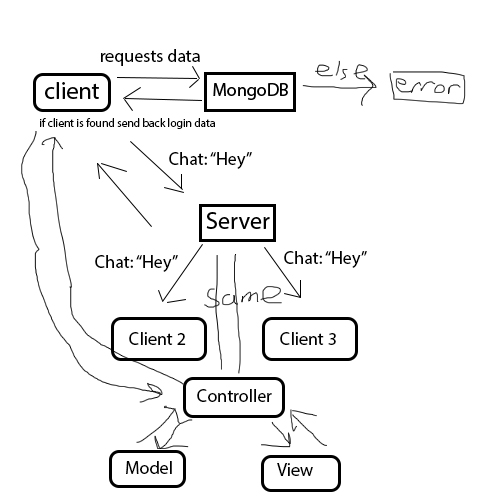 requests data
else
client
MongoDB
error
if client is found send back login data
Chat: "Hey"
Server
Chat: "Hey"
Chat: "Hey"
same
Client 2
Client 3
Controller
Model
View